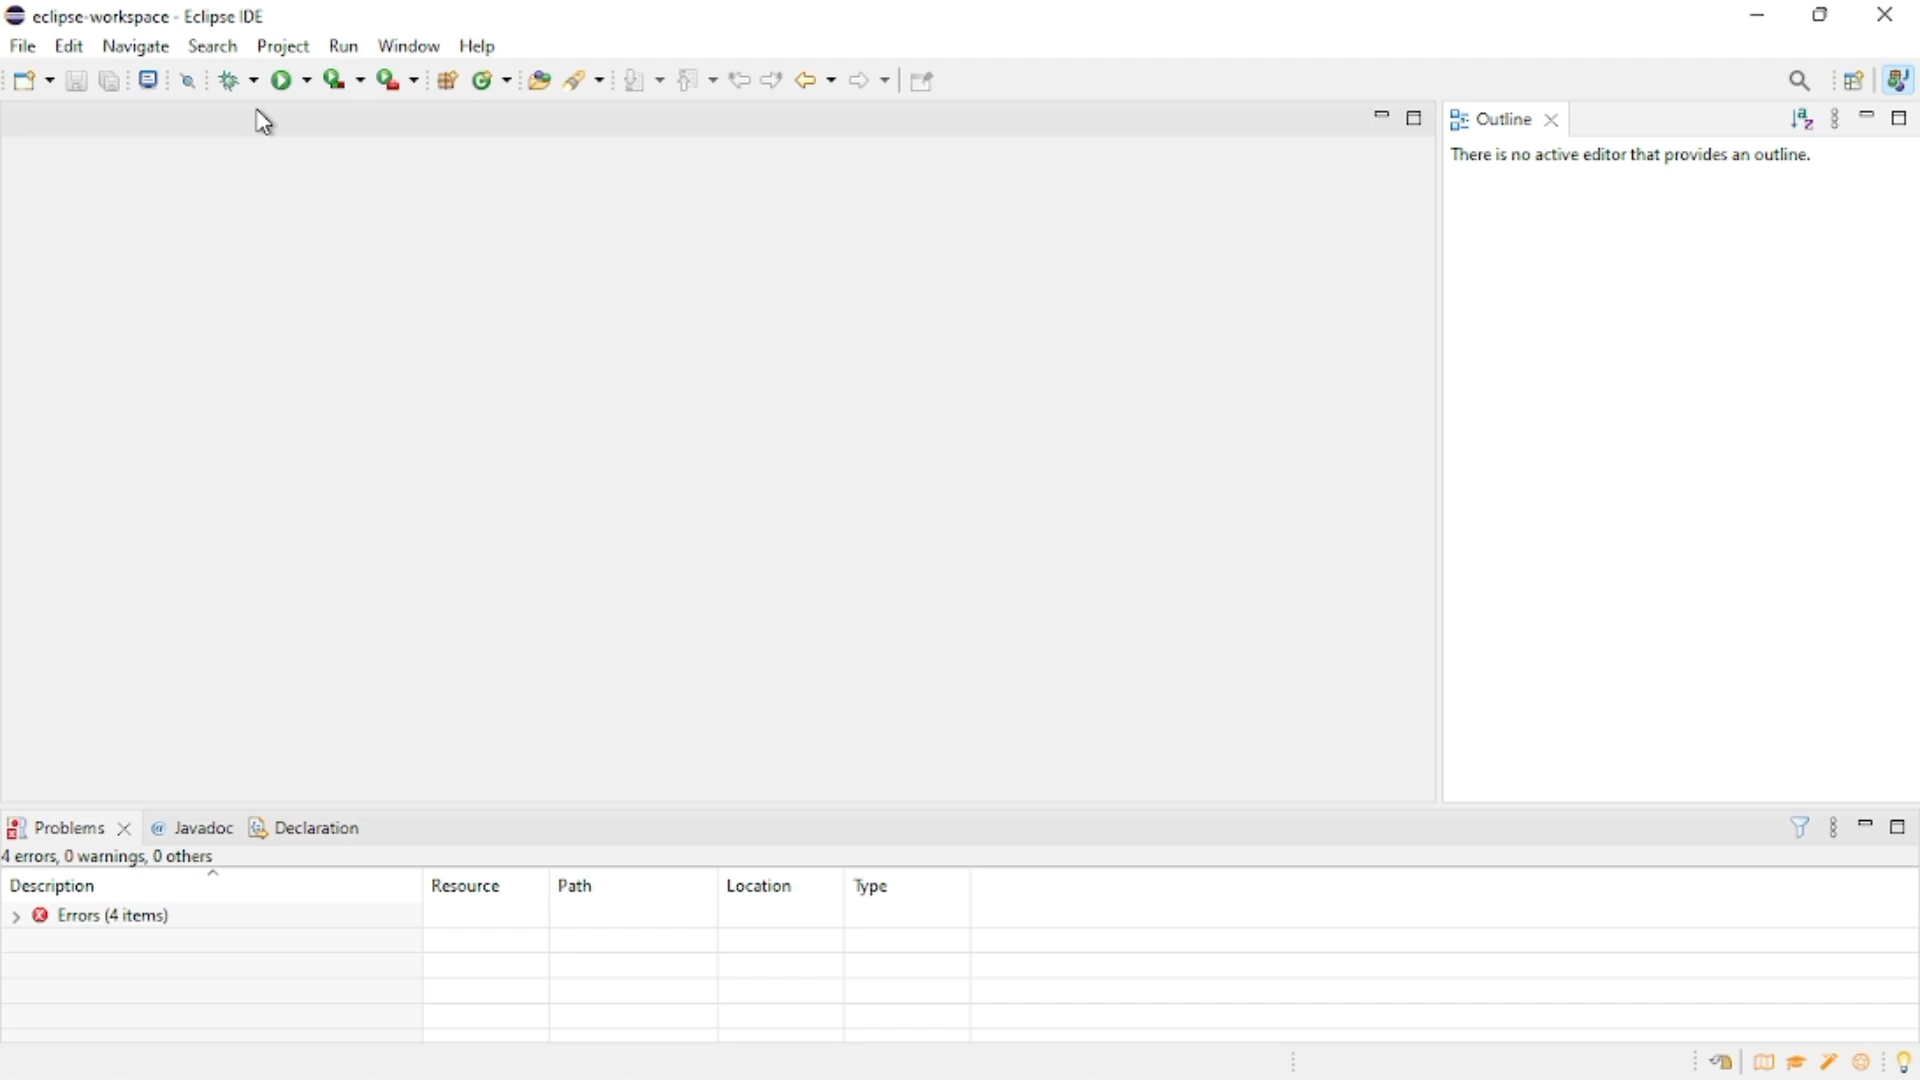 eclipse-workspace - Eclipse IDE
File Edit Navigate Search Project Run Window Help
Outline
There is no active editor that provides an outline.
Problems Javadoc Declaration
4 errors, 0 warnings, 0 others
Description Resource Path Location Type
Errors (4 items)